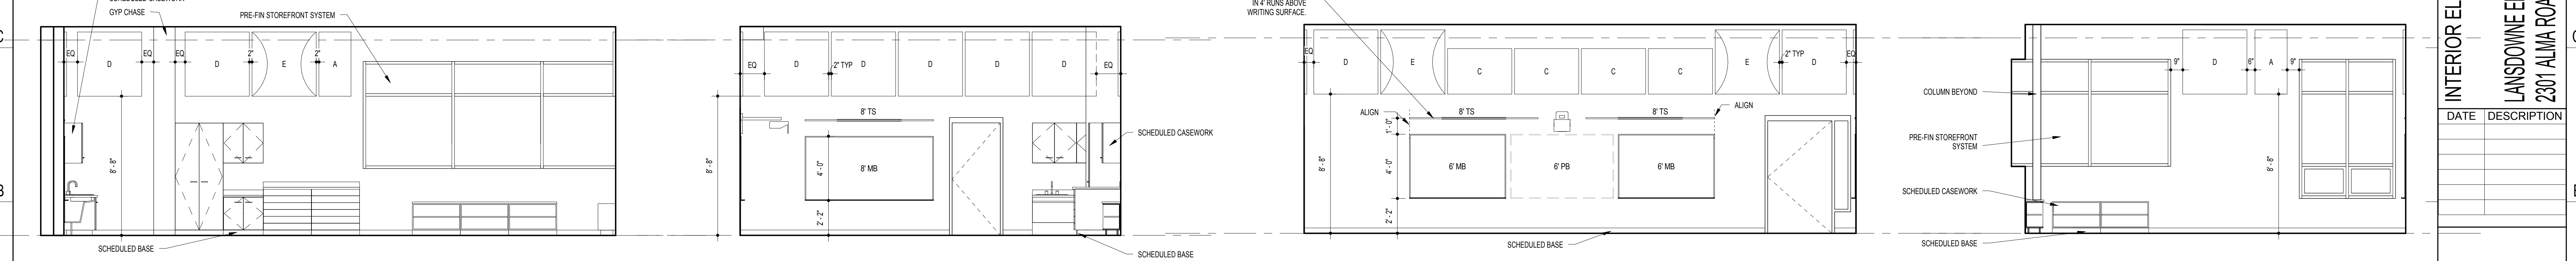 GYP CHASE
PRE-FIN STOREFRONT SYSTEM
EQ
D
EQ
EQ
D
2"
E
2"
A
8' - 8"
SCHEDULED BASE
EQ
D
2" TYP
D
D
D
D
EQ
8' TS
8' - 8"
4' - 0"
8' MB
2' - 2"
SCHEDULED CASEWORK
SCHEDULED BASE
IN 4' RUNS ABOVE
WRITING SURFACE.
EQ
D
E
C
C
C
C
E
2" TYP
D
EQ
ALIGN
8' TS
8' TS
ALIGN
1' - 0"
8' - 8"
4' - 0"
6' MB
6' PB
6' MB
2' - 2"
SCHEDULED BASE
9"
D
6"
A
9"
COLUMN BEYOND
PRE-FIN STOREFRONT
SYSTEM
8' - 8"
SCHEDULED CASEWORK
SCHEDULED BASE
INTERIOR EL
LANSDOWNE E
2301 ALMA ROA
DATE DESCRIPTION